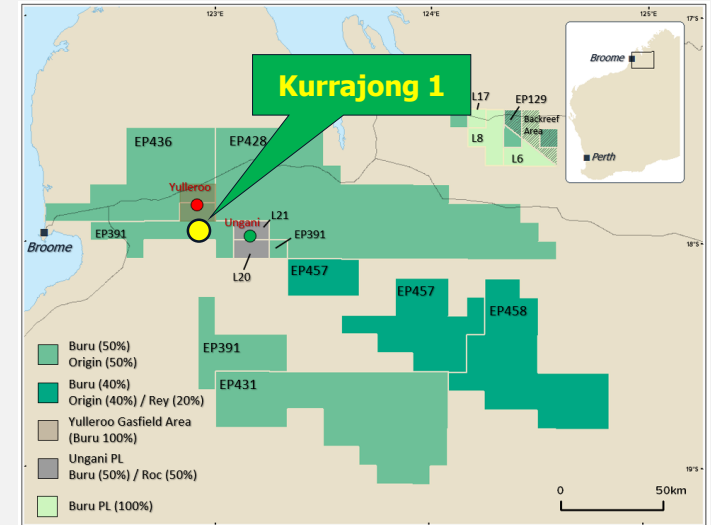 123°E
124°E
125°E
17°S
Broome
Perth
Kurrajong 1
L17
EP129
Backreef
Area
L8
L6
EP436
EP428
Yulleroo
Ungani
L21
EP391
EP391
Broome
L20
18°S
EP457
EP457
EP458
EP391
EP431
Buru (50%)
Origin (50%)
Buru (40%)
Origin (40%) / Rey (20%)
Yulleroo Gasfield Area
(Buru 100%)
Ungani PL
Buru (50%) / Roc (50%)
Buru PL (100%)
19°S
0
50km